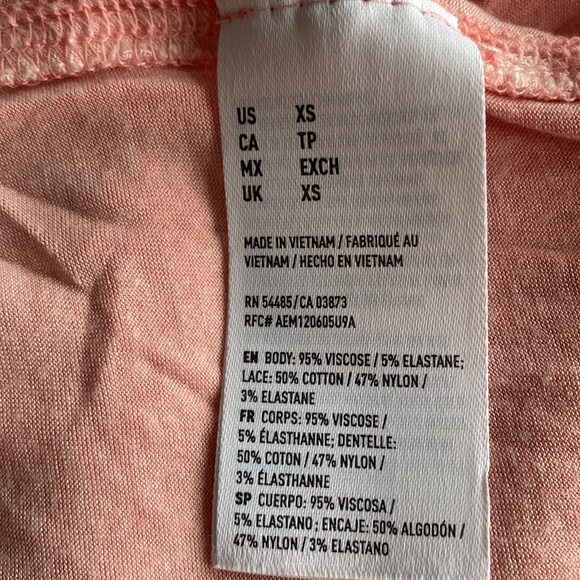 US XS
CA TP
MX EXCH
UK XS
MADE IN VIETNAM / FABRIQUÉ AU
VIETNAM / HECHO EN VIETNAM
RN 54485/CA 03873
RFC# AEM120605U9A
EN BODY: 95% VISCOSE / 5% ELASTANE;
LACE: 50% COTTON / 47% NYLON /
3% ELASTANE
FR CORPS: 95% VISCOSE /
5% ÉLASTHANNE; DENTELLE:
50% COTON / 47% NYLON /
3% ÉLASTHANNE
SP CUERPO: 95% VISCOSA /
5% ELASTANO ; ENCAJE: 50% ALGODÓN /
47% NYLON / 3% ELASTANO